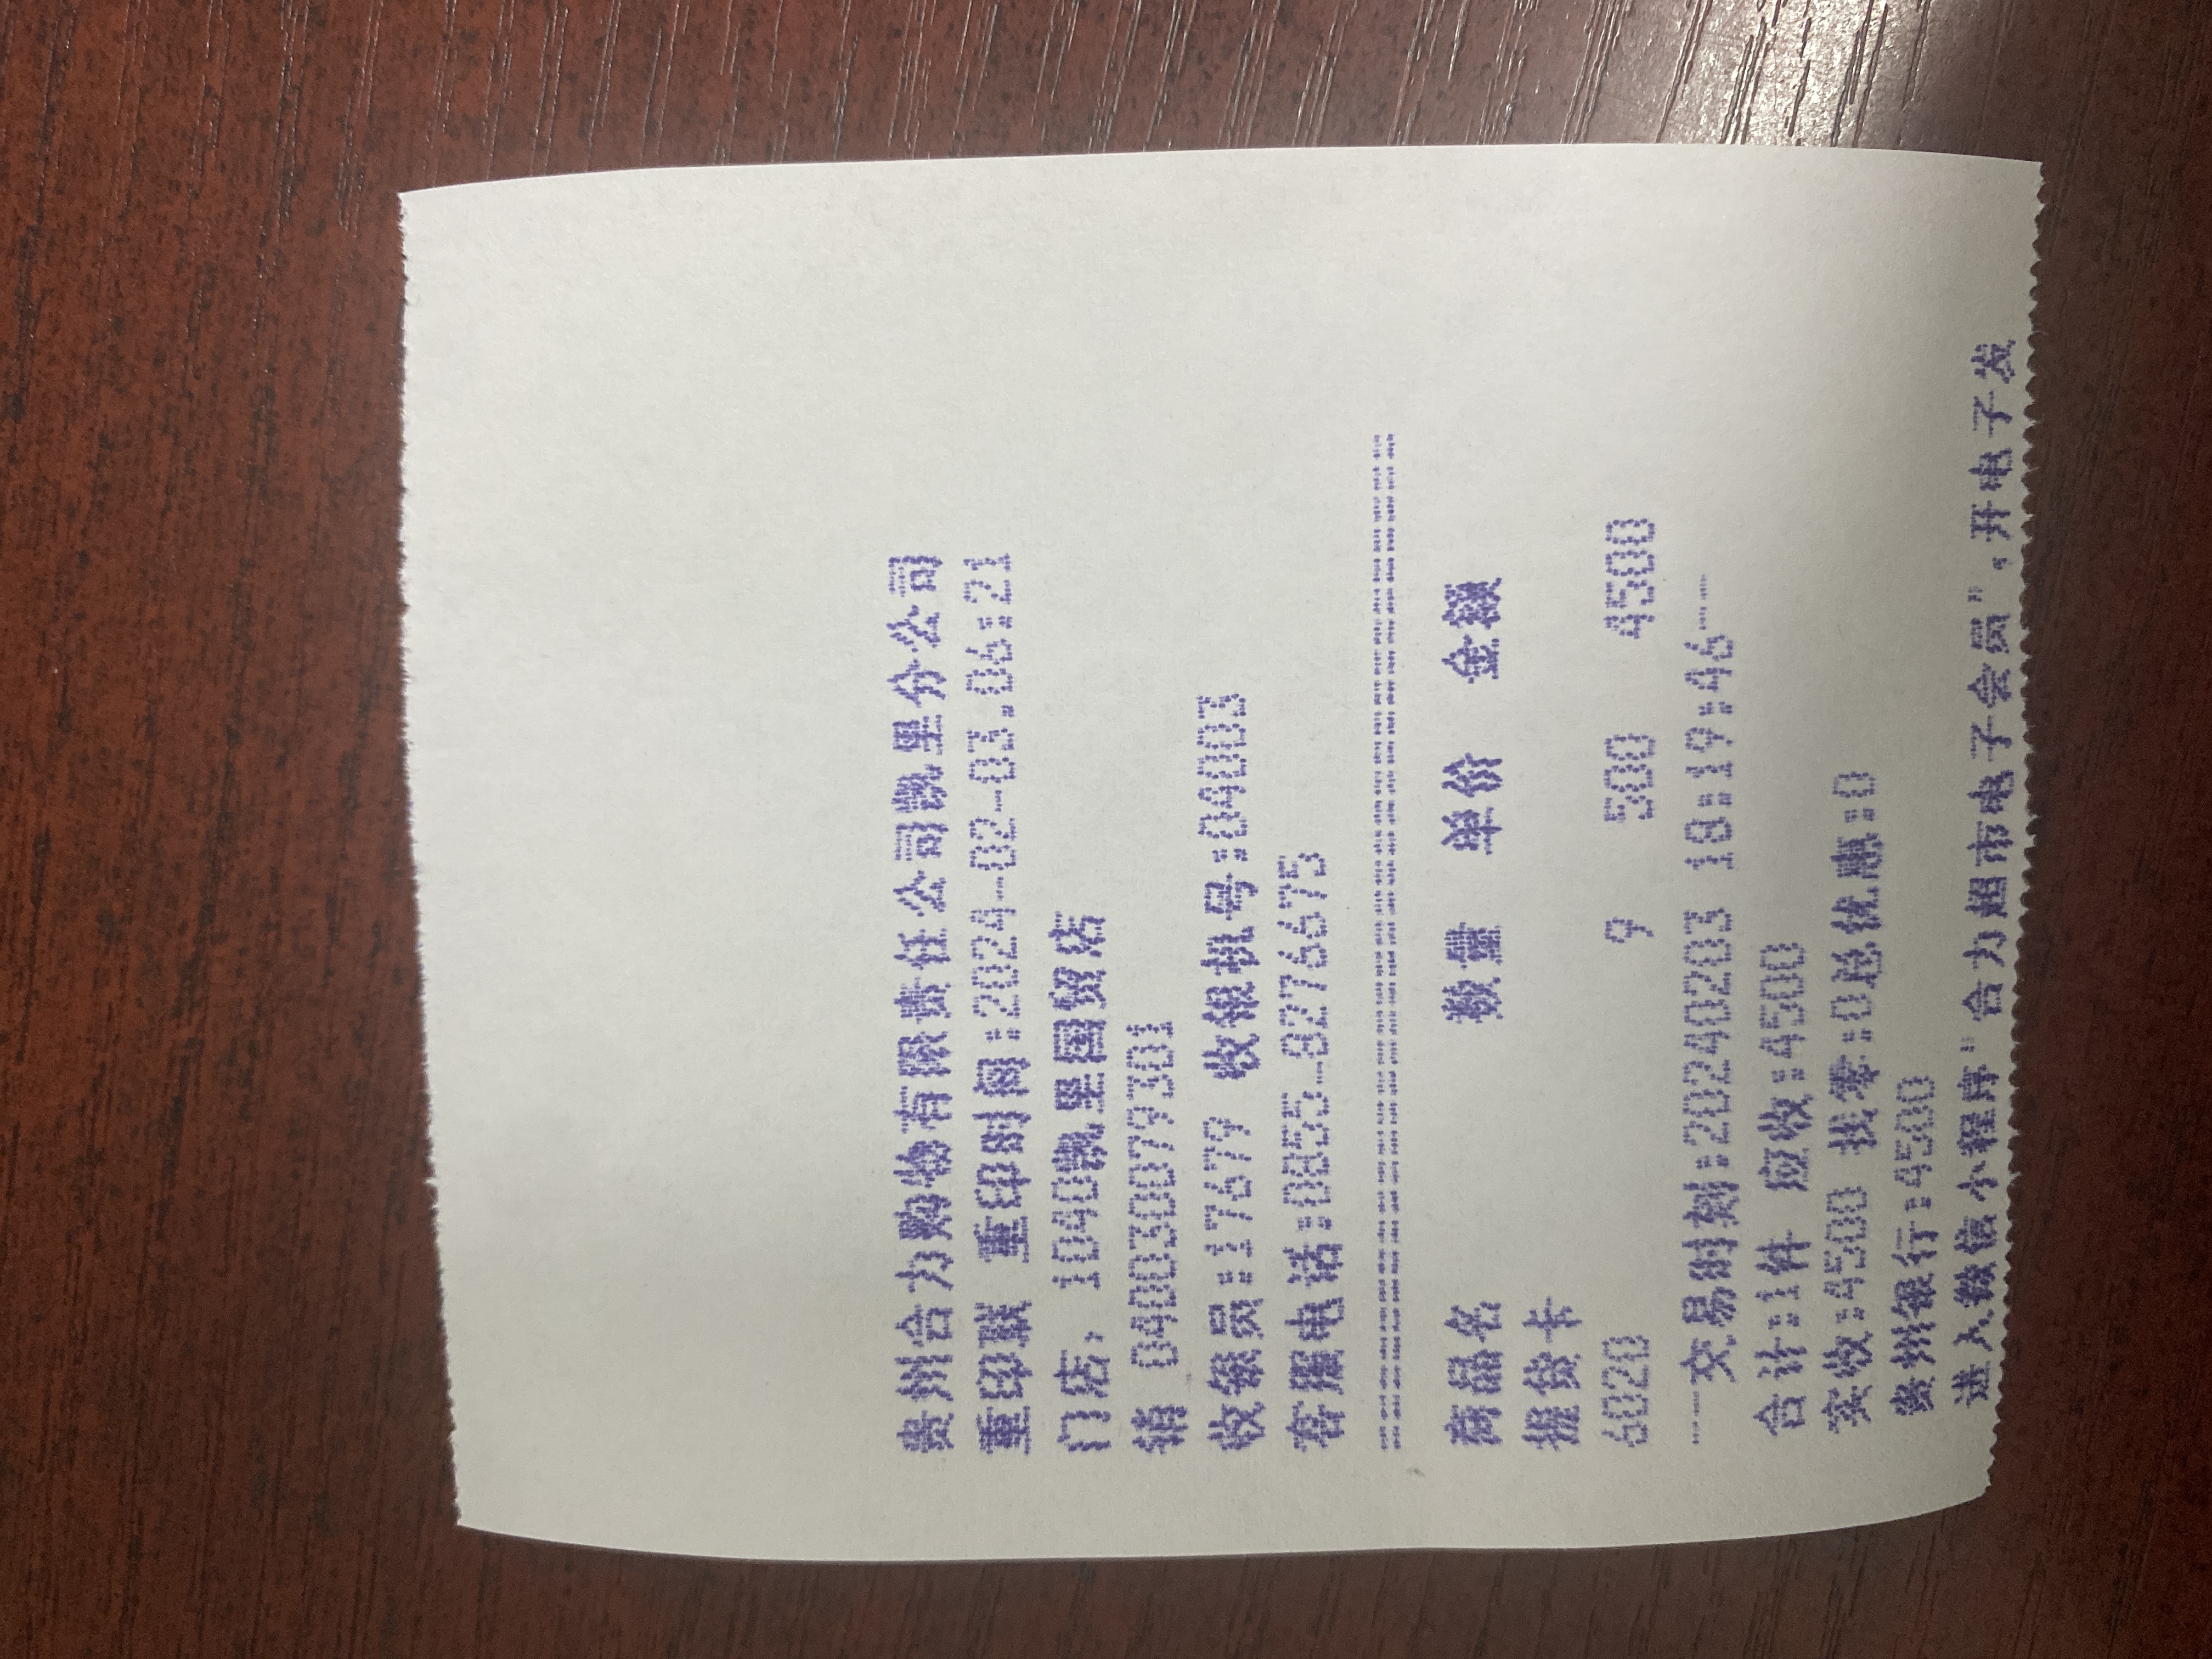 贵州合力购物有限责任公司凯里分公司
重印联 重印时间:2024-02-03.06:21
门店: 1040凯里国贸店
销 04003007930l
收银员:17679 收银机号:04003
客服电话:0855-8276675
================================
商品名 数量 单价 金额
提货卡
6020 9 500 4500
---交易时刻:20240203 18:19:46---
合计:1件 应收:4500
实收:4500 找零:0总优惠:0
贵州银行:4500
进入微信小程序"合力超市电子会员",开电子发